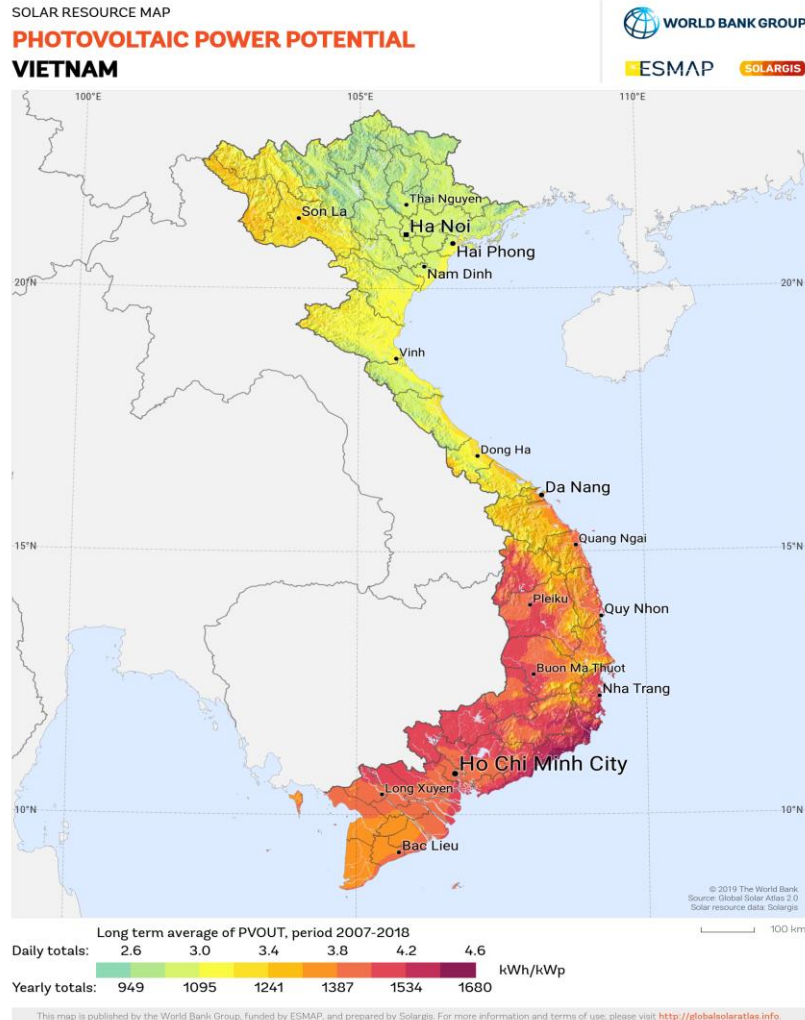 SOLAR RESOURCE MAP
PHOTOVOLTAIC POWER POTENTIAL
VIETNAM
WORLD BANK GROUP
ESMAP
SOLARGIS
100°E
105°E
110°E
Son La
Thai Nguyen
Ha Noi
Hai Phong
Nam Dinh
20°N
20°N
Vinh
Dong Ha
Da Nang
15°N
15°N
Quang Ngai
Pleiku
Quy Nhon
Buon Ma Thuot
Nha Trang
Ho Chi Minh City
Long Xuyen
10°N
10°N
Bac Lieu
© 2019 The World Bank
Source: Global Solar Atlas 2.0
Solar resource data: Solargis
100 km
Long term average of PVOUT, period 2007-2018
Daily totals: 2.6 3.0 3.4 3.8 4.2 4.6
kWh/kWp
Yearly totals: 949 1095 1241 1387 1534 1680
This map is published by the World Bank Group, funded by ESMAP, and prepared by Solargis. For more information and terms of use, please visit http://globalsolaratlas.info.